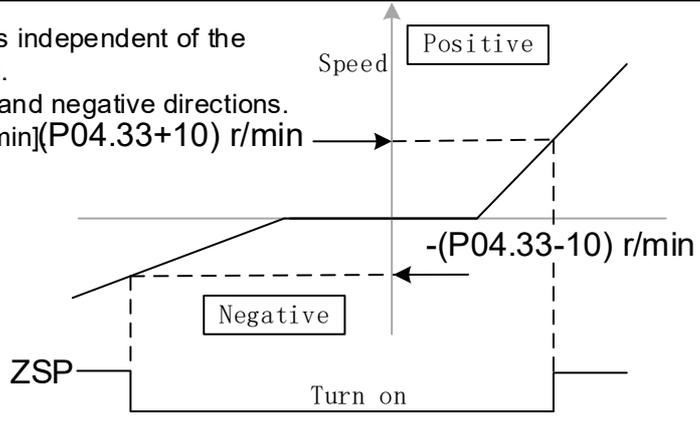 s independent of the
Positive
Speed
.
and negative directions.
min](P04.33+10) r/min
-(P04.33-10) r/min
Negative
ZSP
Turn on